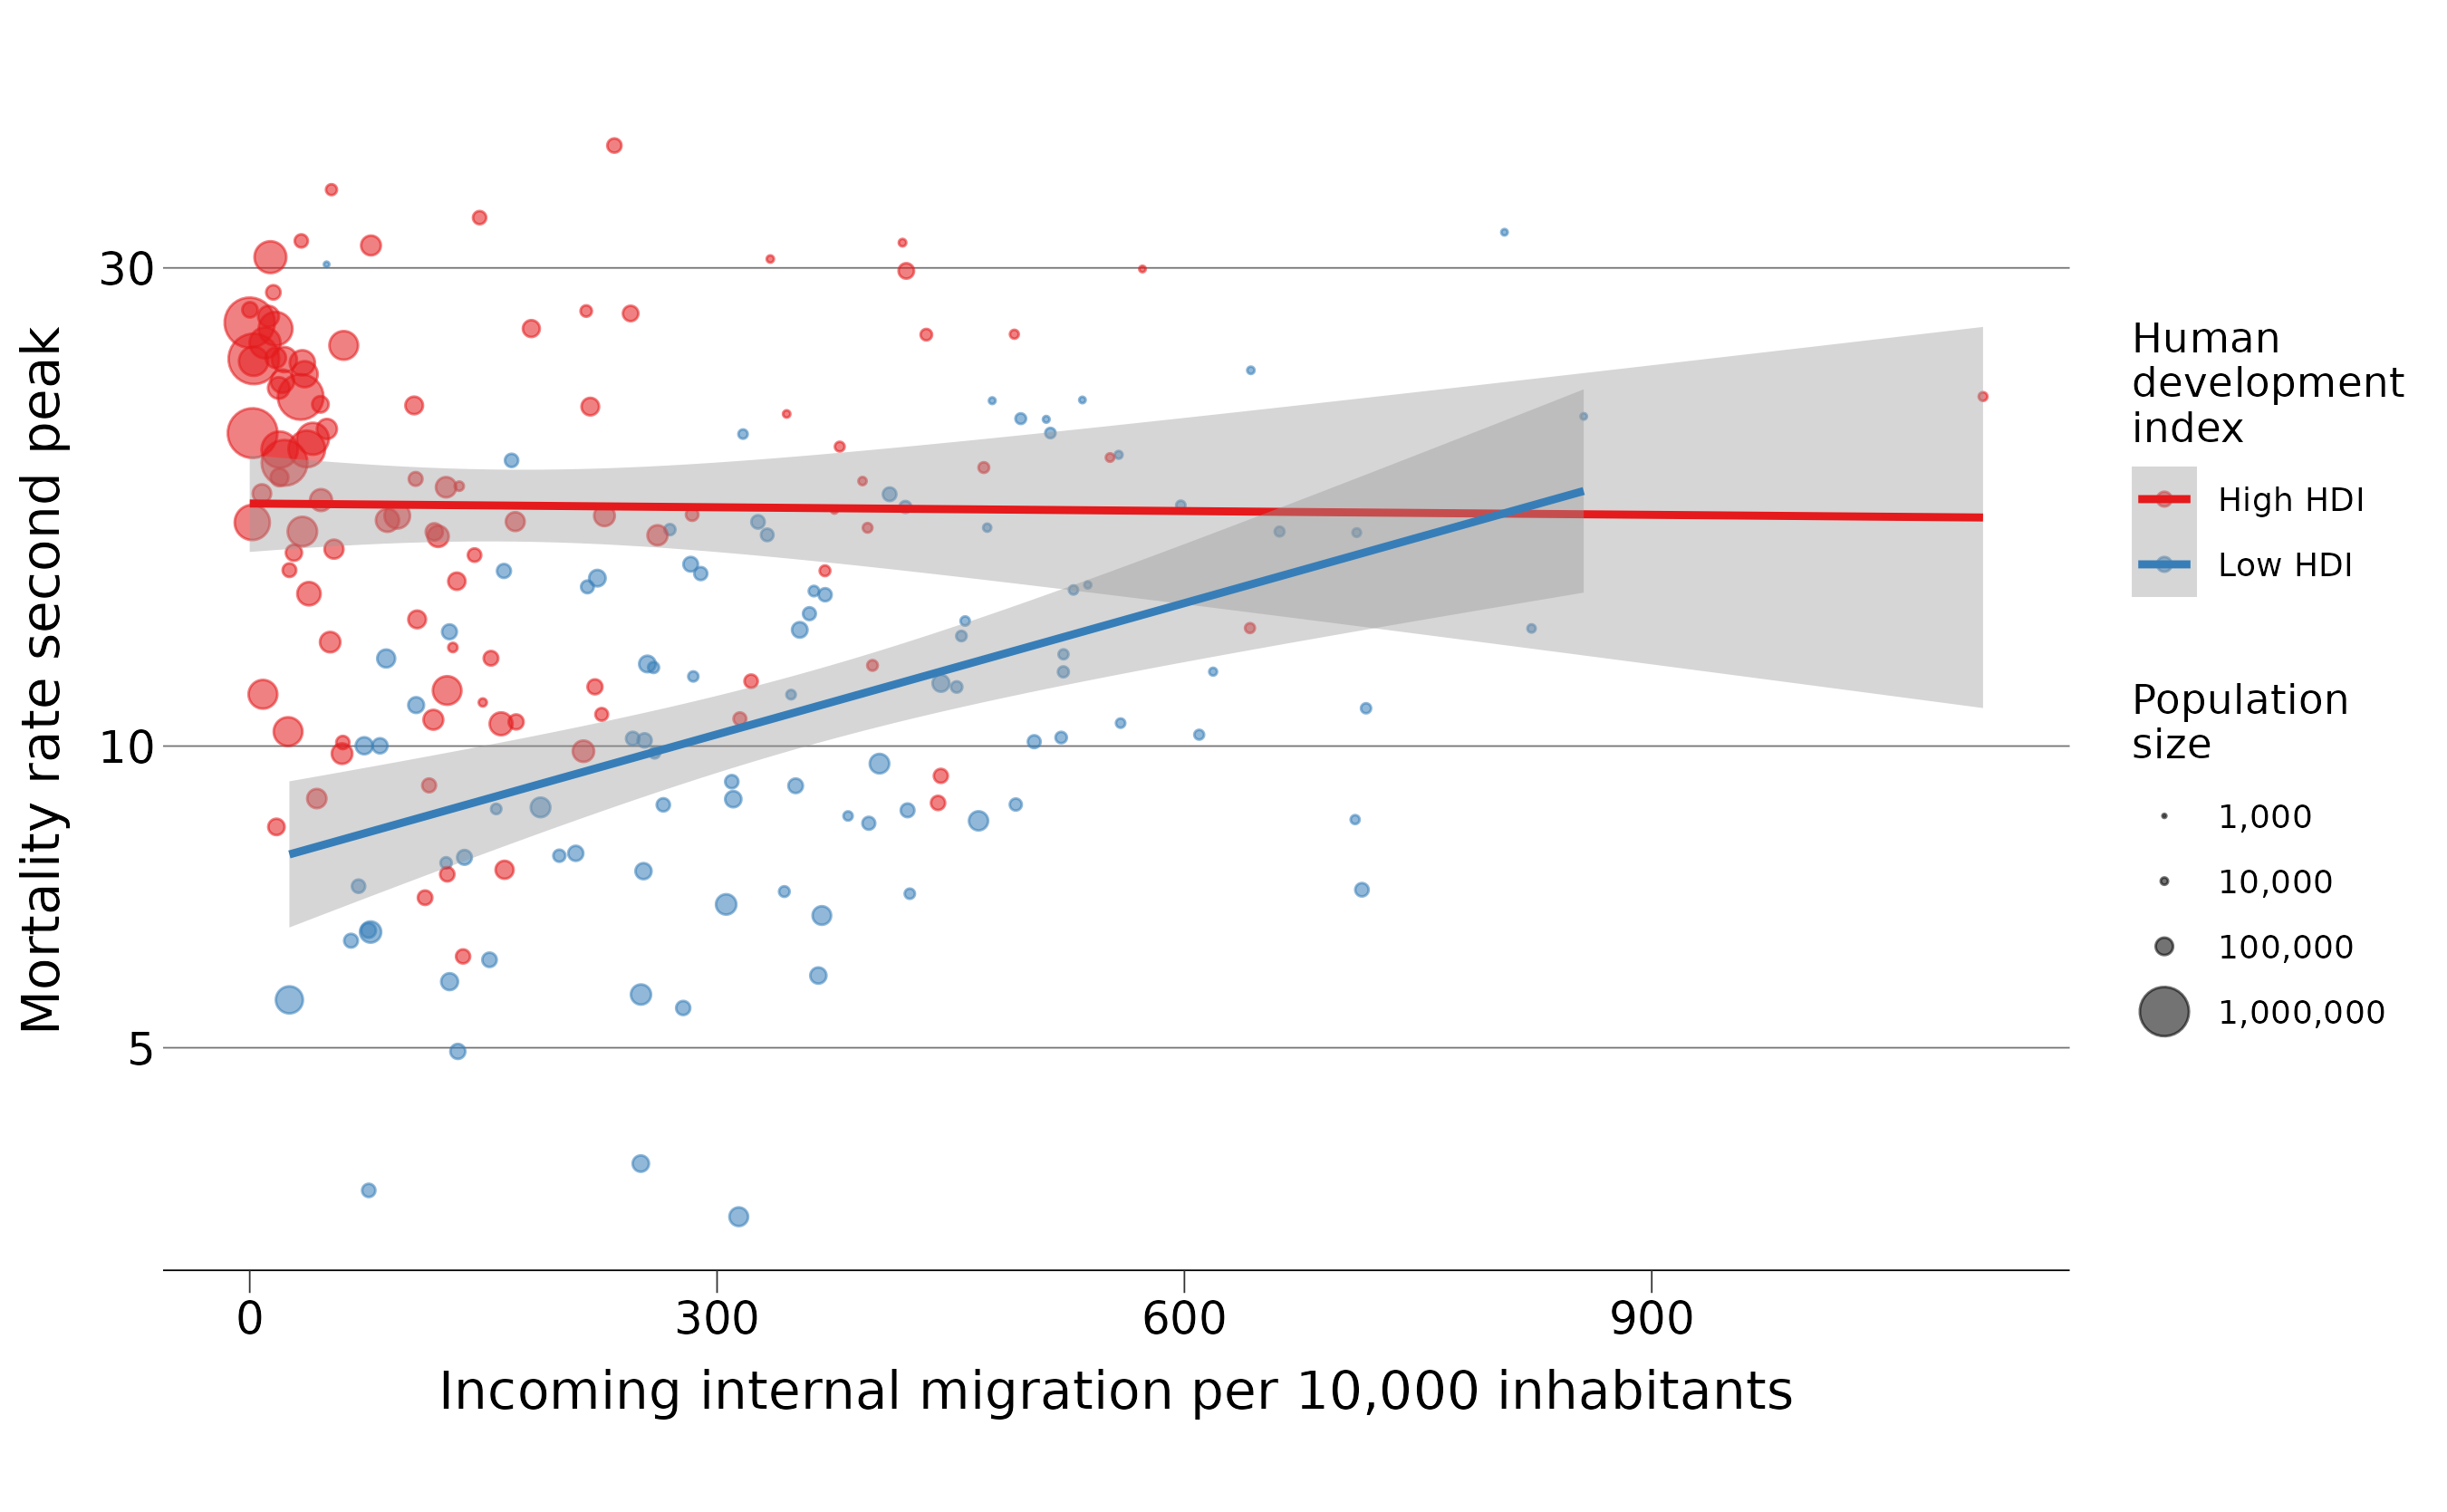 Mortality rate second peak
30
10
5
0
300
600
900
Incoming internal migration per 10,000 inhabitants
Human
development
index
High HDI
Low HDI
Population
size
1,000
10,000
100,000
1,000,000